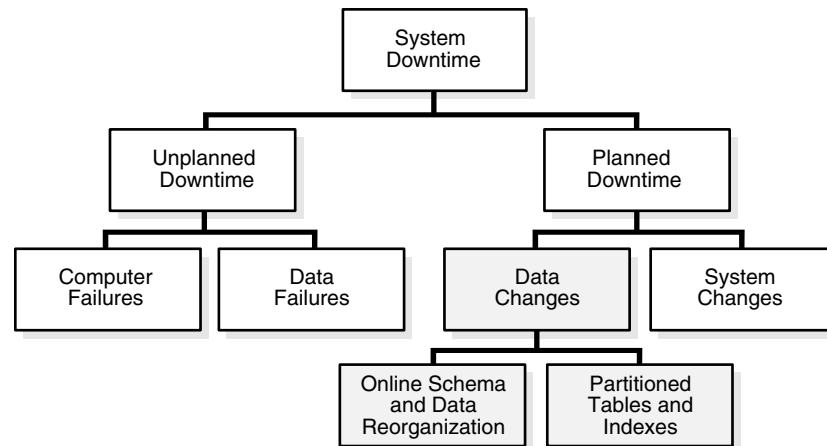 System
Downtime
Unplanned
Downtime
Planned
Downtime
Computer
Failures
Data
Failures
Data
Changes
System
Changes
Online Schema
and Data
Reorganization
Partitioned
Tables and
Indexes